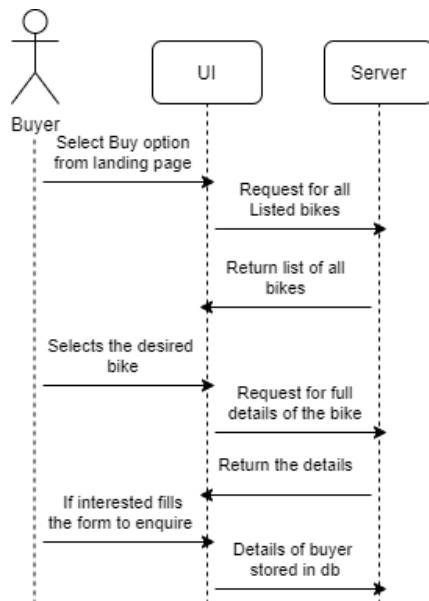 UI
Server
Buyer
Select Buy option
from landing page
Request for all
Listed bikes
Return list of all
bikes
Selects the desired
bike
Request for full
details of the bike
Return the details
If interested fills
the form to enquire
Details of buyer
stored in db